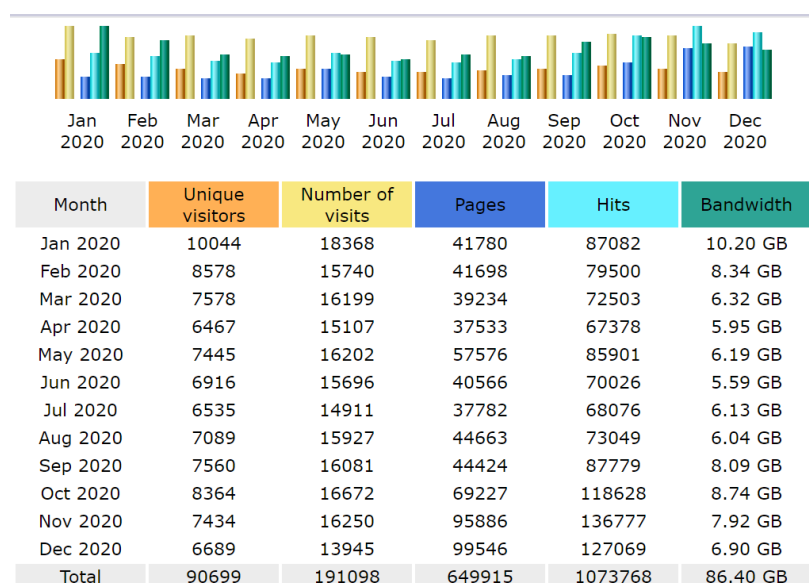 Jan Feb Mar Apr May Jun Jul Aug Sep Oct Nov Dec
2020 2020 2020 2020 2020 2020 2020 2020 2020 2020 2020 2020
Month Unique visitors Number of visits Pages Hits Bandwidth
Jan 2020 10044 18368 41780 87082 10.20 GB
Feb 2020 8578 15740 41698 79500 8.34 GB
Mar 2020 7578 16199 39234 72503 6.32 GB
Apr 2020 6467 15107 37533 67378 5.95 GB
May 2020 7445 16202 57576 85901 6.19 GB
Jun 2020 6916 15696 40566 70026 5.59 GB
Jul 2020 6535 14911 37782 68076 6.13 GB
Aug 2020 7089 15927 44663 73049 6.04 GB
Sep 2020 7560 16081 44424 87779 8.09 GB
Oct 2020 8364 16672 69227 118628 8.74 GB
Nov 2020 7434 16250 95886 136777 7.92 GB
Dec 2020 6689 13945 99546 127069 6.90 GB
Total 90699 191098 649915 1073768 86.40 GB